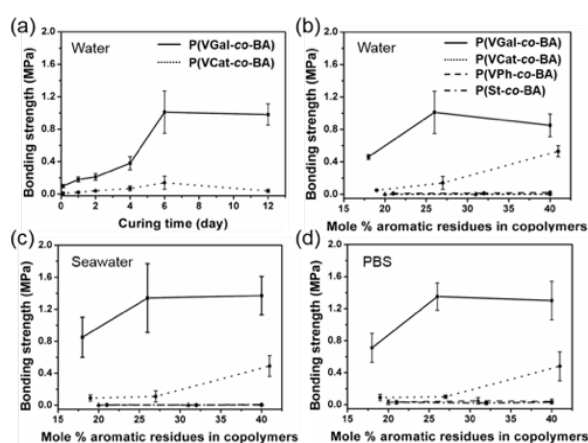 (a)
Water
P(VGal-co-BA)
P(VCat-co-BA)
Bonding strength (MPa)
2.0
1.6
1.2
0.8
0.4
0.0
0 2 4 6 8 10 12
Curing time (day)
(b)
Water
P(VGal-co-BA)
P(VCat-co-BA)
P(VPh-co-BA)
P(St-co-BA)
Bonding strength (MPa)
2.0
1.6
1.2
0.8
0.4
0.0
15 20 25 30 35 40
Mole % aromatic residues in copolymers
(c)
Seawater
Bonding strength (MPa)
2.0
1.6
1.2
0.8
0.4
0.0
15 20 25 30 35 40
Mole % aromatic residues in copolymers
(d)
PBS
Bonding strength (MPa)
2.0
1.6
1.2
0.8
0.4
0.0
15 20 25 30 35 40
Mole % aromatic residues in copolymers